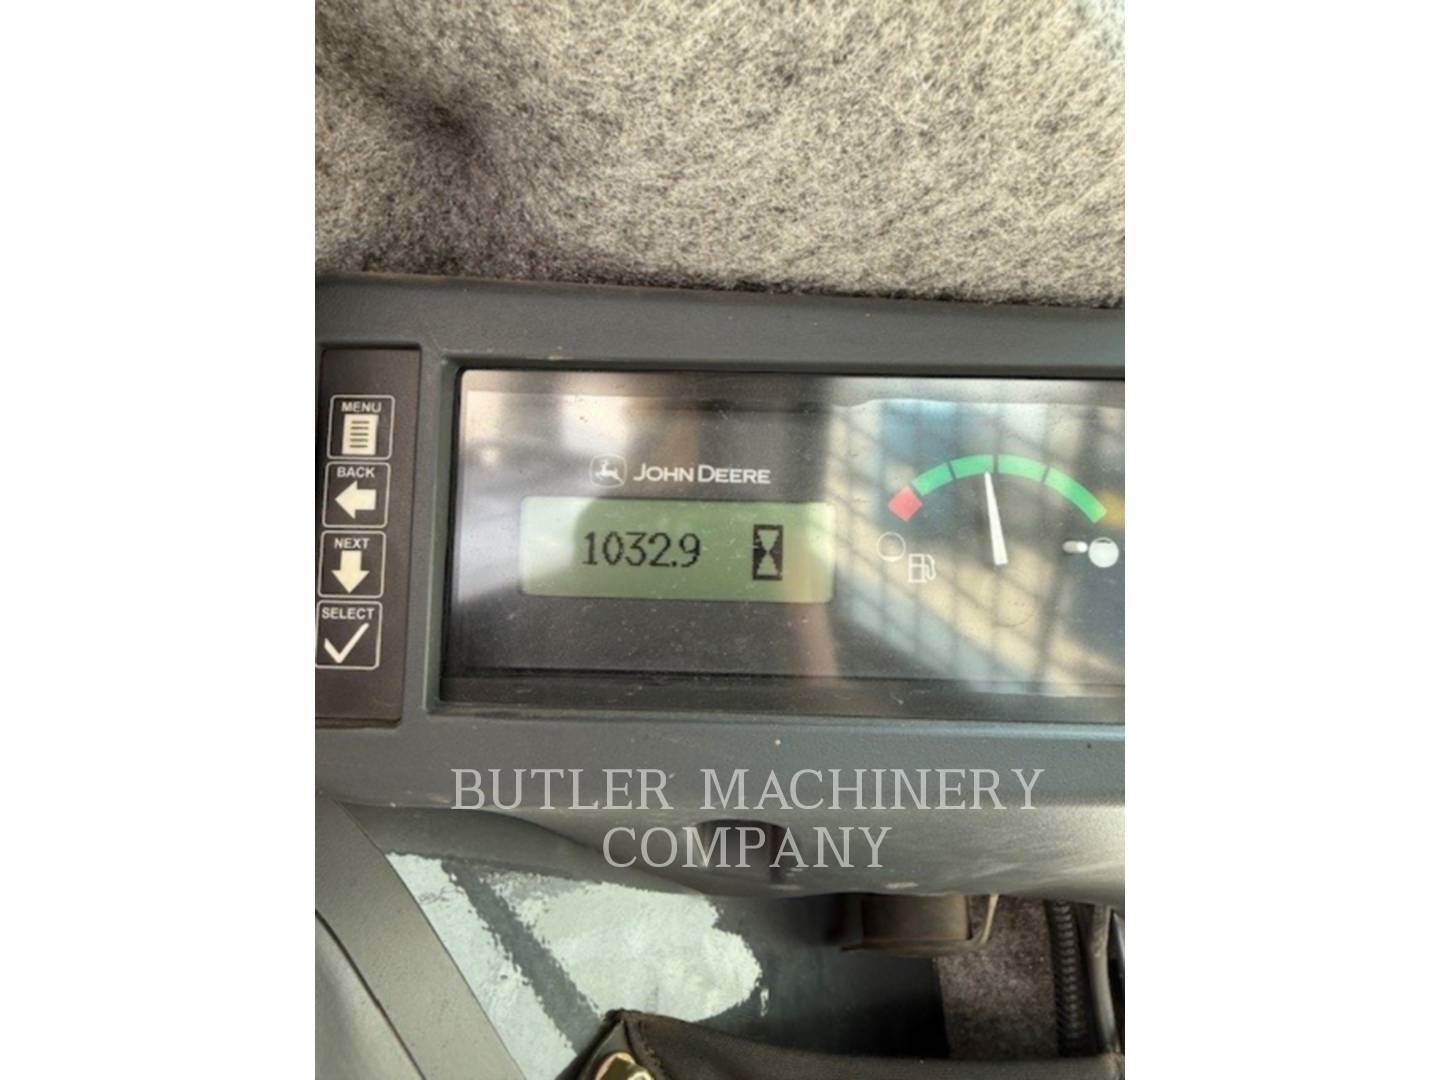 MENU
BACK
NEXT
SELECT
JOHN DEERE
1032.9
BUTLER MACHINERY
COMPANY